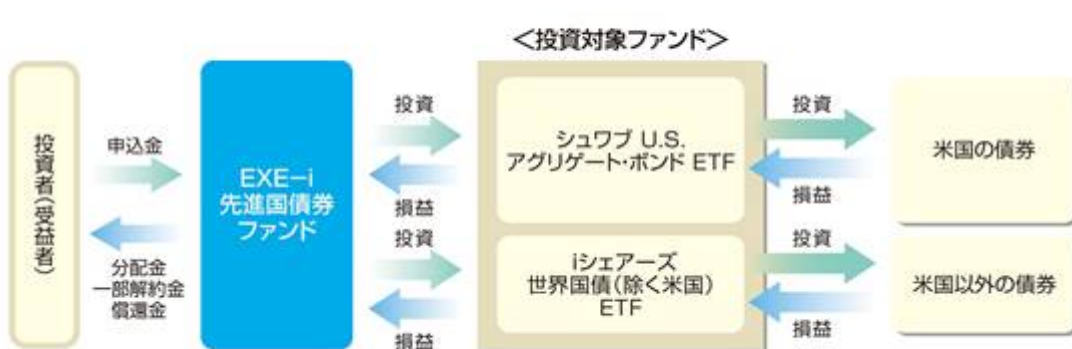 <投資対象ファンド>
投資者(受益者)
申込金
分配金
一部解約金
償還金
EXE-i
先進国債券
ファンド
投資
損益
投資
損益
シュワブ U.S.
アグリゲート・ボンド ETF
iシェアーズ
世界国債(除く米国)
ETF
投資
損益
投資
損益
米国の債券
米国以外の債券